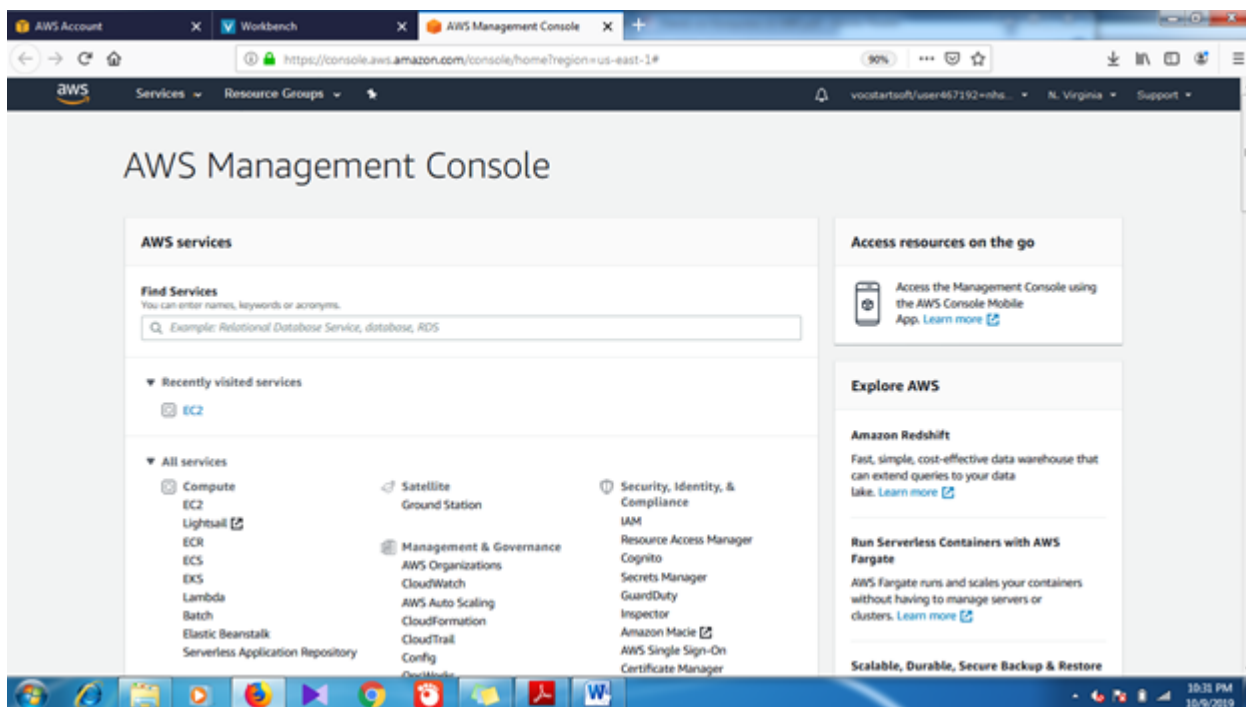 AWS Account
Workbench
AWS Management Console
https://console.aws.amazon.com/console/home?region=us-east-1#
90%
aws
Services
Resource Groups
vocstartsoft/user467192=nhs...
N. Virginia
Support
AWS Management Console
AWS services
Find Services
You can enter names, keywords or acronyms.
Example: Relational Database Service, database, RDS
Recently visited services
EC2
All services
Compute
EC2
Lightsail
ECR
ECS
EKS
Lambda
Batch
Elastic Beanstalk
Serverless Application Repository
Satellite
Ground Station
Management & Governance
AWS Organizations
CloudWatch
AWS Auto Scaling
CloudFormation
CloudTrail
Config
OpsWorks
Security, Identity, &
Compliance
IAM
Resource Access Manager
Cognito
Secrets Manager
GuardDuty
Inspector
Amazon Macie
AWS Single Sign-On
Certificate Manager
Access resources on the go
Access the Management Console using
the AWS Console Mobile
App. Learn more
Explore AWS
Amazon Redshift
Fast, simple, cost-effective data warehouse that
can extend queries to your data
lake. Learn more
Run Serverless Containers with AWS
Fargate
AWS Fargate runs and scales your containers
without having to manage servers or
clusters. Learn more
Scalable, Durable, Secure Backup & Restore
10:31 PM
10/9/2019